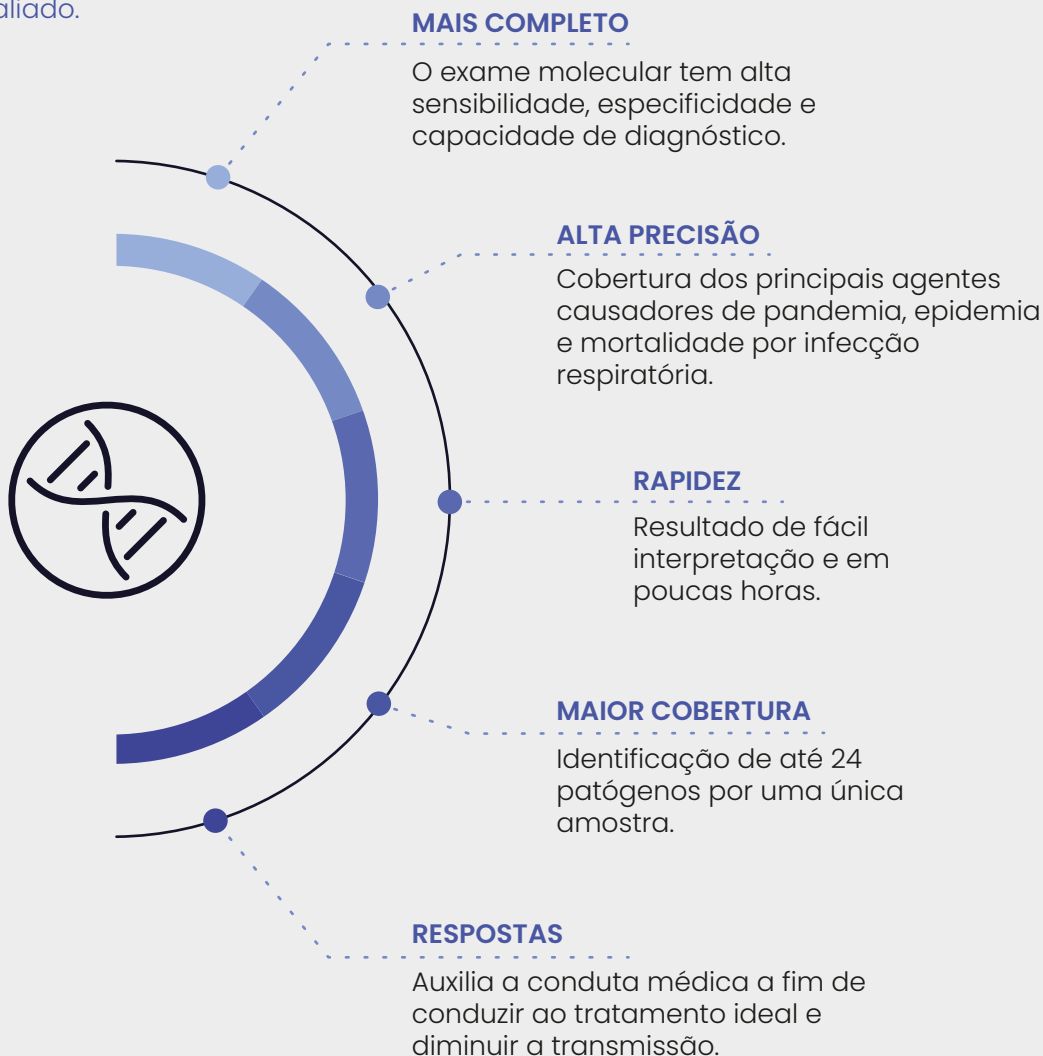 aliado.
MAIS COMPLETO
O exame molecular tem alta
sensibilidade, especificidade e
capacidade de diagnóstico.
ALTA PRECISÃO
Cobertura dos principais agentes
causadores de pandemia, epidemia
e mortalidade por infecção
respiratória.
RAPIDEZ
Resultado de fácil
interpretação e em
poucas horas.
MAIOR COBERTURA
Identificação de até 24
patógenos por uma única
amostra.
RESPOSTAS
Auxilia a conduta médica a fim de
conduzir ao tratamento ideal e
diminuir a transmissão.